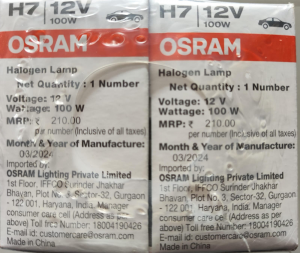 H7 12V
100W
OSRAM
Halogen Lamp
Net Quantity : 1 Number
Voltage: 12 V
Wattage: 100 W
MRP: ₹ 210.00
per number (Inclusive of all taxes)
Month & Year of Manufacture:
03/2024
Imported by
OSRAM Lighting Private Limited
1st Floor, IFFCO Surinder Jhakhar
Bhavan, Plot No. 3, Sector-32, Gurgaon
- 122 001, Haryana, India. Manager
consumer care cell (Address as per
above) Toll free Number: 18004190426
E-mail id: customercare@osram.com
Made in China
H7 12V
100W
OSRAM
Halogen Lamp
Net Quantity : 1 Number
Voltage: 12 V
Wattage: 100 W
MRP: ₹ 210.00
per number (Inclusive of all taxes)
Month & Year of Manufacture:
03/2024
Imported by
OSRAM Lighting Private Limited
1st Floor, IFFCO Surinder Jhakhar
Bhavan, Plot No. 3, Sector-32, Gurgaon
- 122 001, Haryana, India. Manager
consumer care cell (Address as per
above) Toll free Number: 18004190426
E-mail id: customercare@osram.com
Made in China